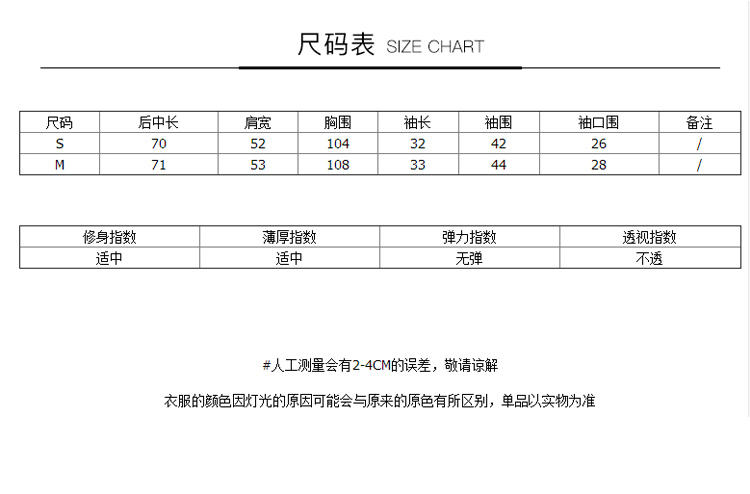 尺码表 SIZE CHART
尺码 后中长 肩宽 胸围 袖长 袖围 袖口围 备注
S 70 52 104 32 42 26 /
M 71 53 108 33 44 28 /
修身指数 薄厚指数 弹力指数 透视指数
适中 适中 无弹 不透
#人工测量会有2-4CM的误差，敬请谅解
衣服的颜色因灯光的原因可能会与原来的原色有所区别，单品以实物为准